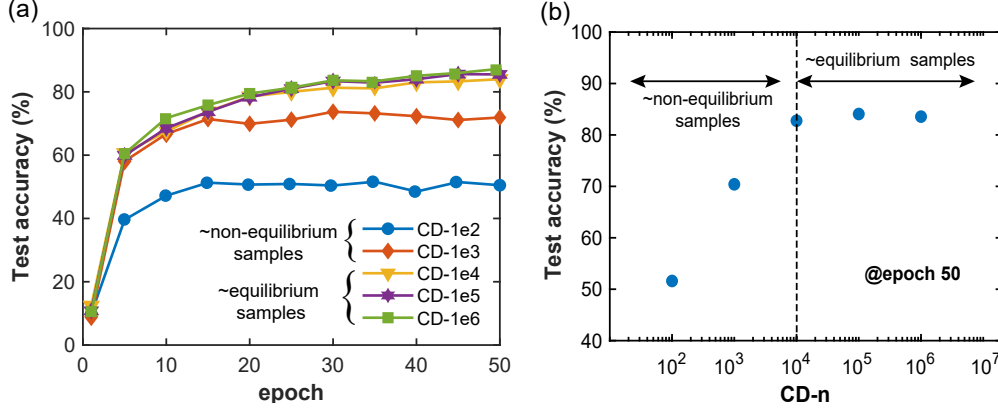 (a)
100
80
60
40
20
0
Test accuracy (%)
0
10
20
30
40
50
epoch
~non-equilibrium
samples
~equilibrium
samples
CD-1e2
CD-1e3
CD-1e4
CD-1e5
CD-1e6
(b)
100
90
80
70
60
50
40
Test accuracy (%)
~equilibrium samples
~non-equilibrium
samples
@epoch 50
10²
10³
10⁴
10⁵
10⁶
10⁷
CD-n